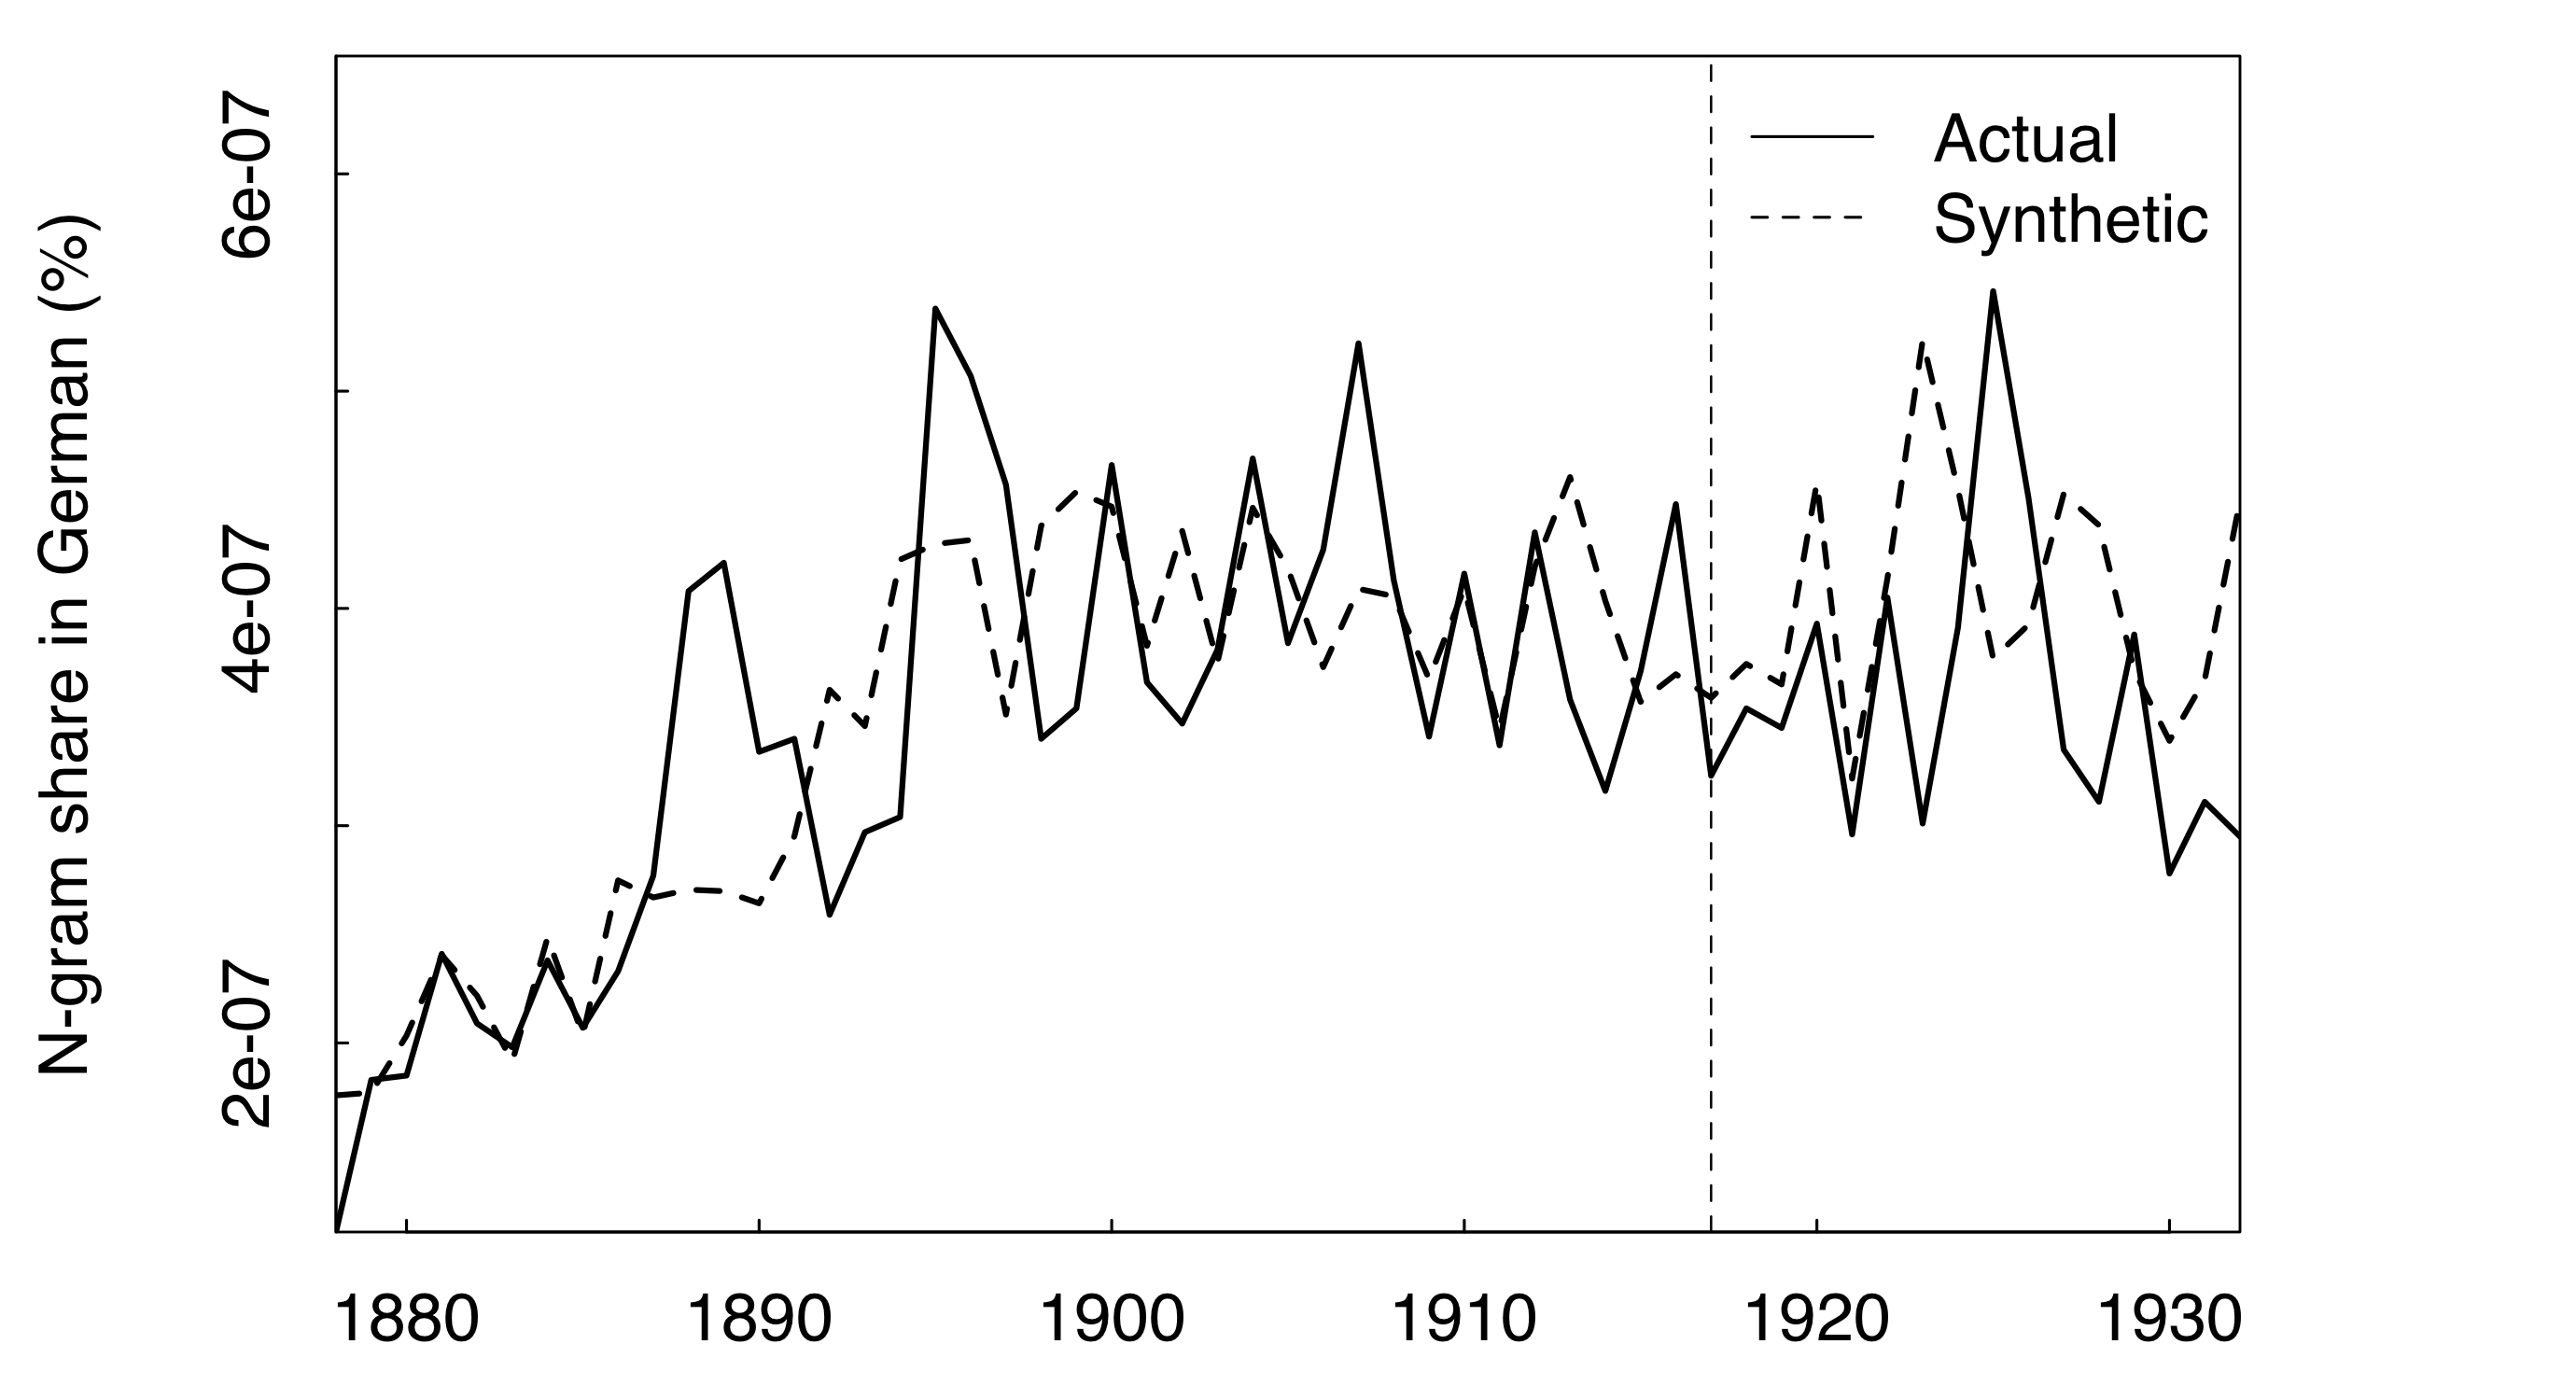 N-gram share in German (%)
6e-07
4e-07
2e-07
Actual
Synthetic
1880 1890 1900 1910 1920 1930